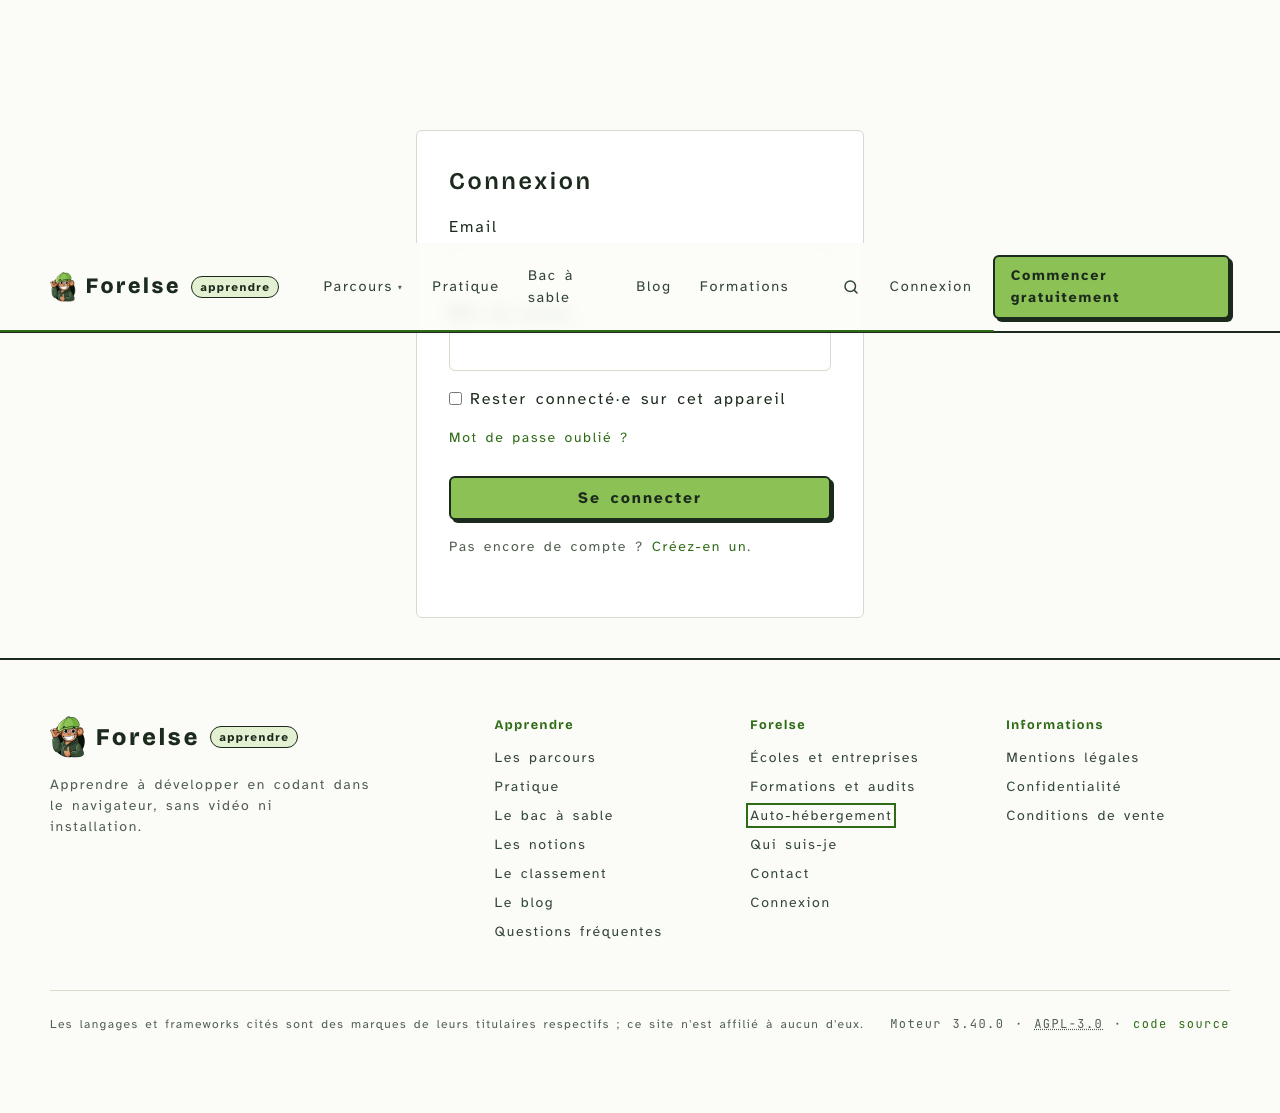 Connexion
Email
Forelse apprendre Parcours ▾ Pratique Bac à sable Blog Formations Connexion Commencer gratuitement
Rester connecté·e sur cet appareil
Mot de passe oublié ?
Se connecter
Pas encore de compte ? Créez-en un.
Forelse apprendre
Apprendre à développer en codant dans
le navigateur, sans vidéo ni
installation.
Apprendre
Les parcours
Pratique
Le bac à sable
Les notions
Le classement
Le blog
Questions fréquentes
Forelse
Écoles et entreprises
Formations et audits
Auto-hébergement
Qui suis-je
Contact
Connexion
Informations
Mentions légales
Confidentialité
Conditions de vente
Les langages et frameworks cités sont des marques de leurs titulaires respectifs ; ce site n'est affilié à aucun d'eux.
Moteur 3.40.0 · AGPL-3.0 · code source